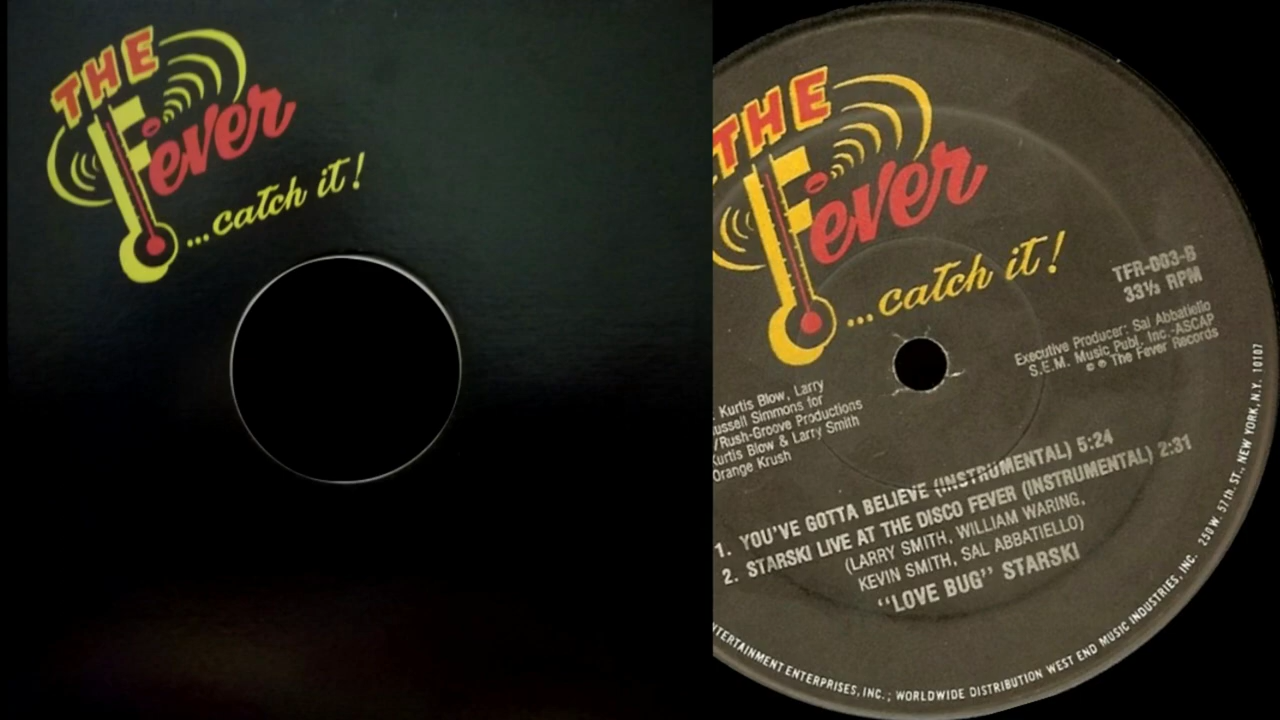 THE
Fever
...catch it!
THE
Fever
...catch it!
TFR-003-B
33⅓ RPM
Executive Producer: Sal Abbatiello
S.E.M. Music Publ. Inc.-ASCAP
© ℗ The Fever Records
Kurtis Blow, Larry
ussell Simmons for
/Rush-Groove Productions
Kurtis Blow & Larry Smith
Orange Krush
1. YOU'VE GOTTA BELIEVE (INSTRUMENTAL) 5:24
2. STARSKI LIVE AT THE DISCO FEVER (INSTRUMENTAL) 2:31
(LARRY SMITH, WILLIAM WARING,
KEVIN SMITH, SAL ABBATIELLO)
"LOVE BUG" STARSKI
TERTAINMENT ENTERPRISES, INC.; WORLDWIDE DISTRIBUTION WEST END MUSIC INDUSTRIES, INC. 250 W. 57th. ST., NEW YORK, N.Y. 10107